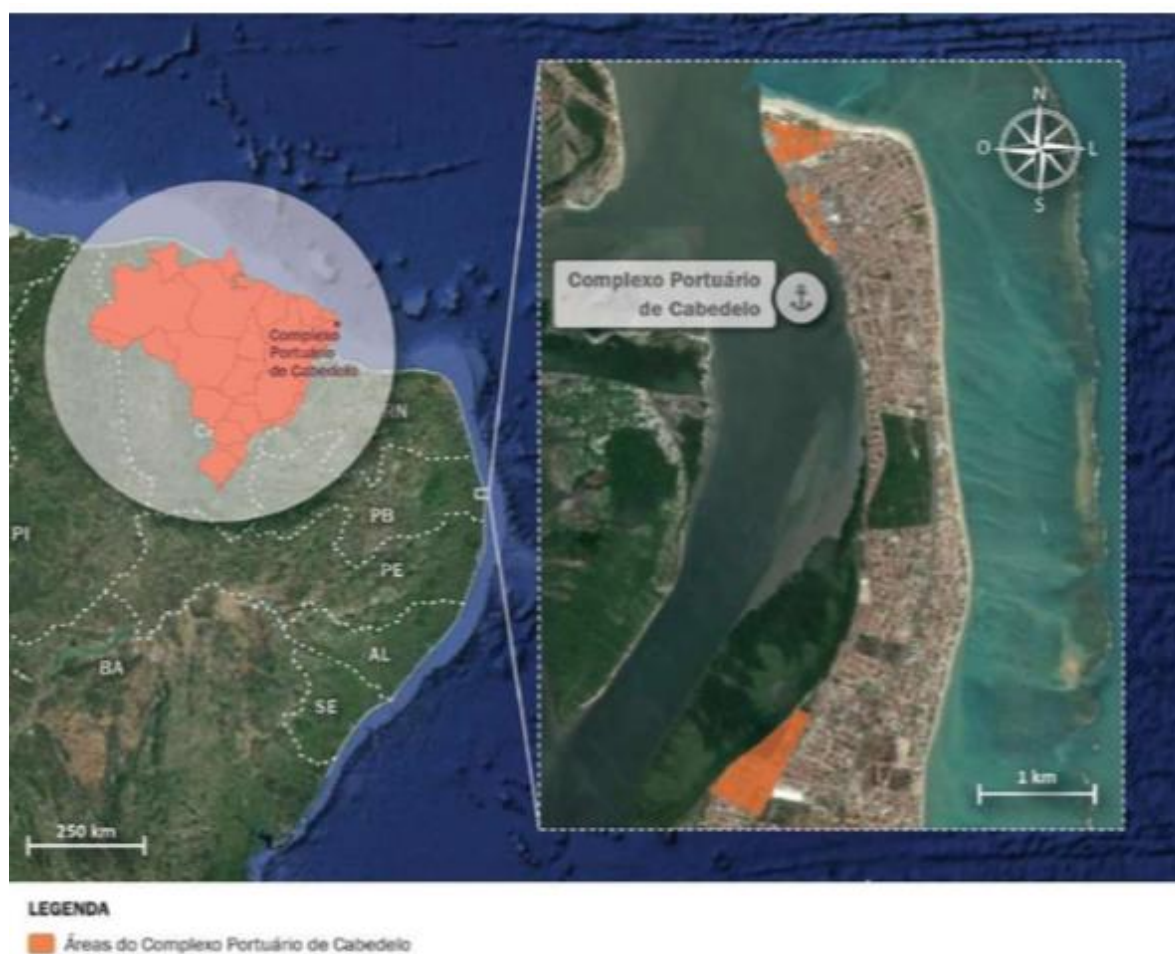 N
O
L
S
Complexo Portuário
de Cabedelo
Complexo
Portuário
de Cabedelo
RN
PB
PI
PE
AL
BA
SE
1 km
250 km
LEGENDA
Áreas do Complexo Portuário de Cabedelo